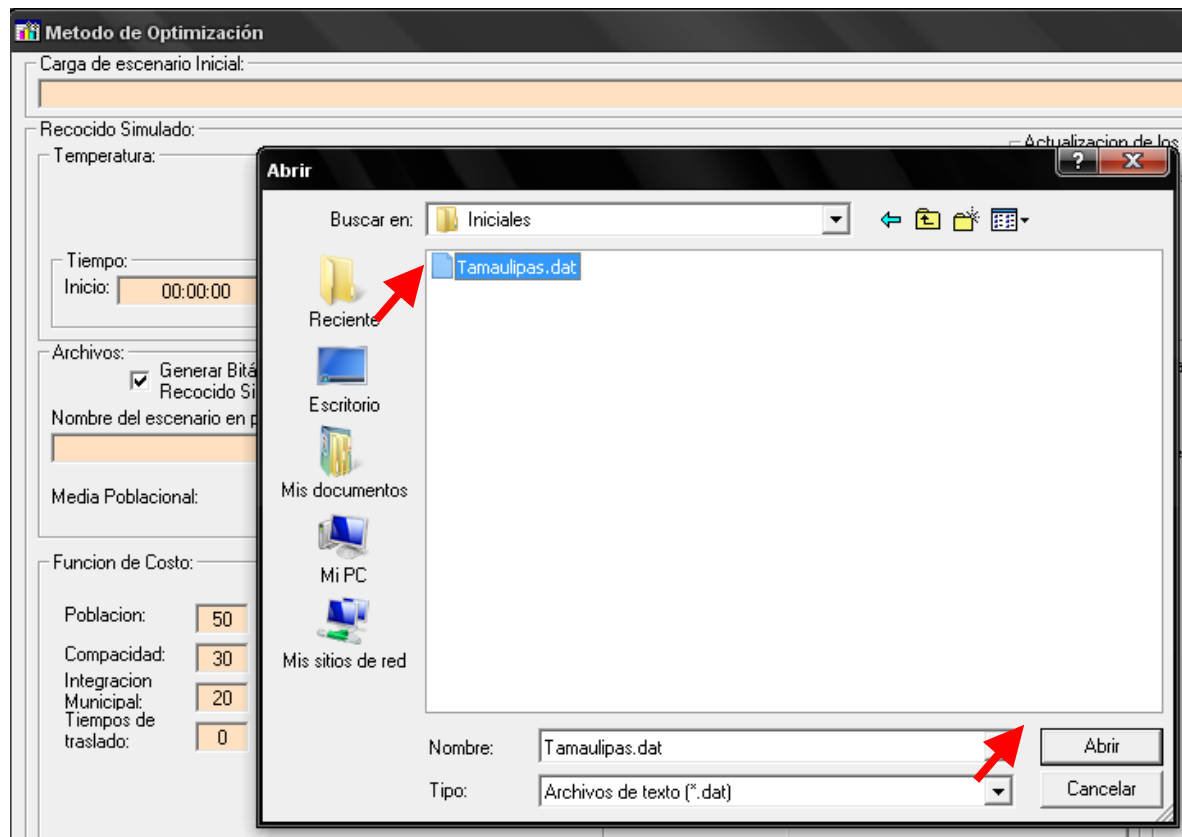 Metodo de Optimización
Carga de escenario Inicial:
Recocido Simulado:
Actualizacion de los
Temperatura:
Abrir
?
X
Buscar en:
Iniciales
Tamaulipas.dat
Tiempo:
Inicio:
00:00:00
Reciente
Archivos:
Generar Bitá
Recocido Si
Escritorio
Nombre del escenario en p
Mis documentos
Media Poblacional:
Mi PC
Funcion de Costo:
Poblacion:
50
Compacidad:
30
Mis sitios de red
Integracion
Municipal:
20
Tiempos de
traslado:
0
Nombre:
Tamaulipas.dat
Abrir
Tipo:
Archivos de texto (*.dat)
Cancelar